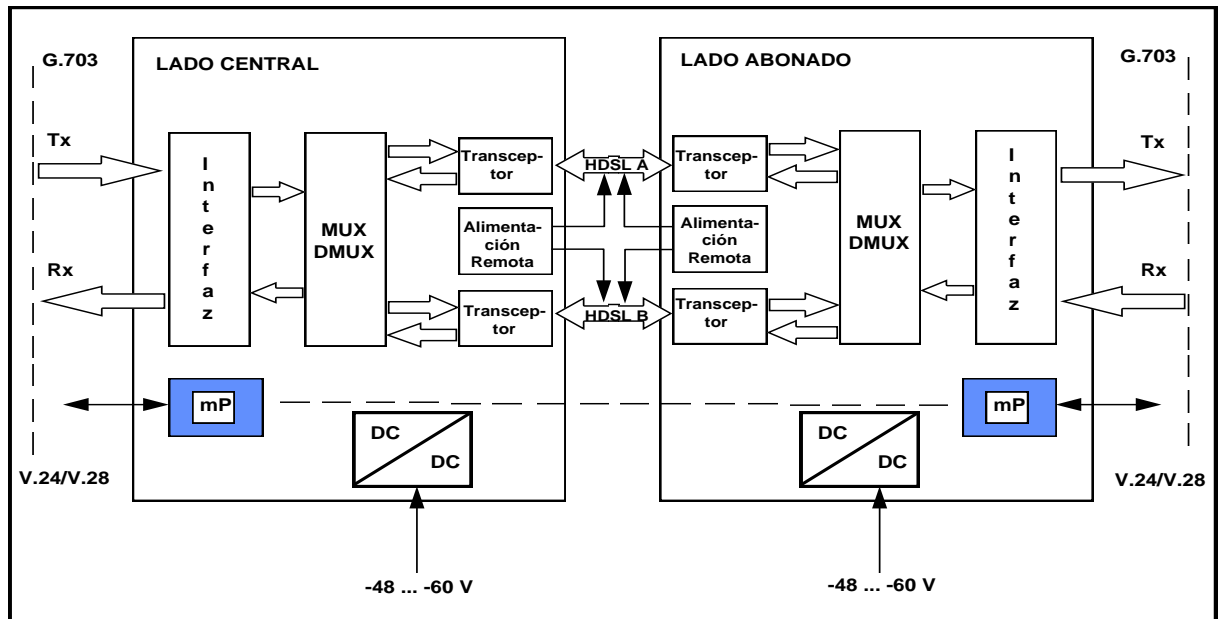 G.703
LADO CENTRAL
LADO ABONADO
G.703
Tx
Interfaz
MUX
DMUX
Transcep-
tor
HDSL A
Transcep-
tor
MUX
DMUX
Interfaz
Tx
Alimenta-
ción
Remota
Alimenta-
ción
Remota
Rx
Transcep-
tor
HDSL B
Transcep-
tor
Rx
mP
mP
DC
DC
DC
DC
V.24/V.28
V.24/V.28
-48 ... -60 V
-48 ... -60 V